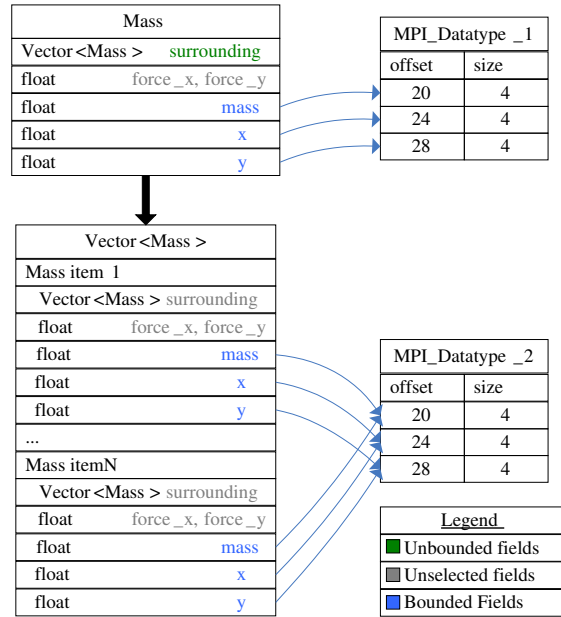 Mass
Vector <Mass > surrounding
float force _x, force _y
float mass
float x
float y
MPI_Datatype _1
offset size
20 4
24 4
28 4
Vector <Mass >
Mass item 1
Vector <Mass > surrounding
float force _x, force _y
float mass
float x
float y
...
Mass itemN
Vector <Mass > surrounding
float force _x, force _y
float mass
float x
float y
MPI_Datatype _2
offset size
20 4
24 4
28 4
Legend
Unbounded fields
Unselected fields
Bounded Fields